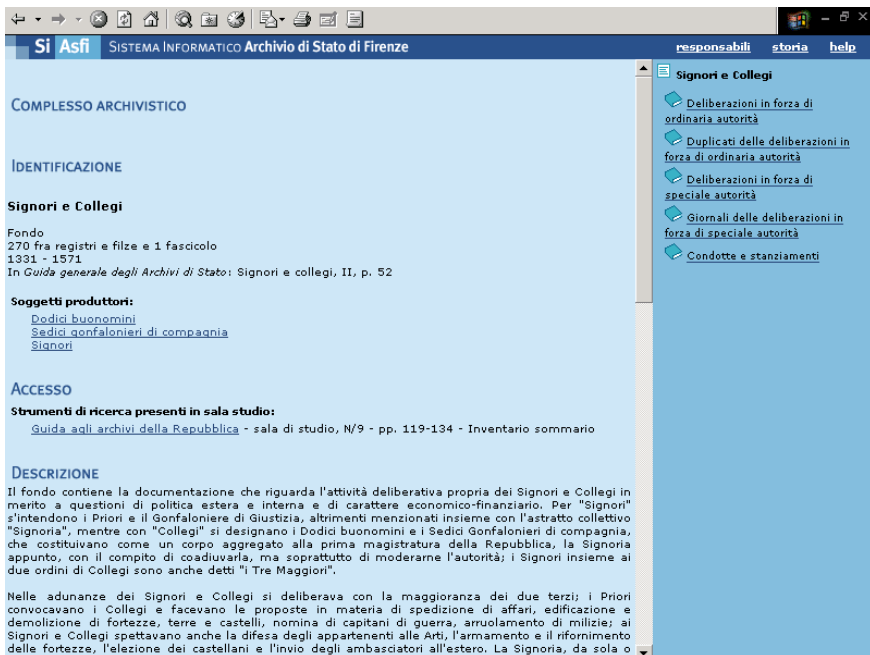 Si Asfi SISTEMA INFORMATICO Archivio di Stato di Firenze
responsabili storia help
COMPLESSO ARCHIVISTICO
IDENTIFICAZIONE
Signori e Collegi
Fondo
270 fra registri e filze e 1 fascicolo
1331 - 1571
In Guida generale degli Archivi di Stato: Signori e collegi, II, p. 52
Soggetti produttori:
Dodici buonomini
Sedici gonfalonieri di compagnia
Signori
ACCESSO
Strumenti di ricerca presenti in sala studio:
Guida agli archivi della Repubblica - sala di studio, N/9 - pp. 119-134 - Inventario sommario
DESCRIZIONE
Il fondo contiene la documentazione che riguarda l'attività deliberativa propria dei Signori e Collegi in
merito a questioni di politica estera e interna e di carattere economico-finanziario. Per "Signori"
s'intendono i Priori e il Gonfaloniere di Giustizia, altrimenti menzionati insieme con l'astratto collettivo
"Signoria", mentre con "Collegi" si designano i Dodici buonomini e i Sedici Gonfalonieri di compagnia,
che costituivano come un corpo aggregato alla prima magistratura della Repubblica, la Signoria
appunto, con il compito di coadiuvarla, ma soprattutto di moderarne l'autorità; i Signori insieme ai
due ordini di Collegi sono anche detti "i Tre Maggiori".
Nelle adunanze dei Signori e Collegi si deliberava con la maggioranza dei due terzi; i Priori
convocavano i Collegi e facevano le proposte in materia di spedizione di affari, edificazione e
demolizione di fortezze, terre e castelli, nomina di capitani di guerra, arruolamento di milizie; ai
Signori e Collegi spettavano anche la difesa degli appartenenti alle Arti, l'armamento e il rifornimento
delle fortezze, l'elezione dei castellani e l'invio degli ambasciatori all'estero. La Signoria, da sola o
Signori e Collegi
Deliberazioni in forza di
ordinaria autorità
Duplicati delle deliberazioni in
forza di ordinaria autorità
Deliberazioni in forza di
speciale autorità
Giornali delle deliberazioni in
forza di speciale autorità
Condotte e stanziamenti